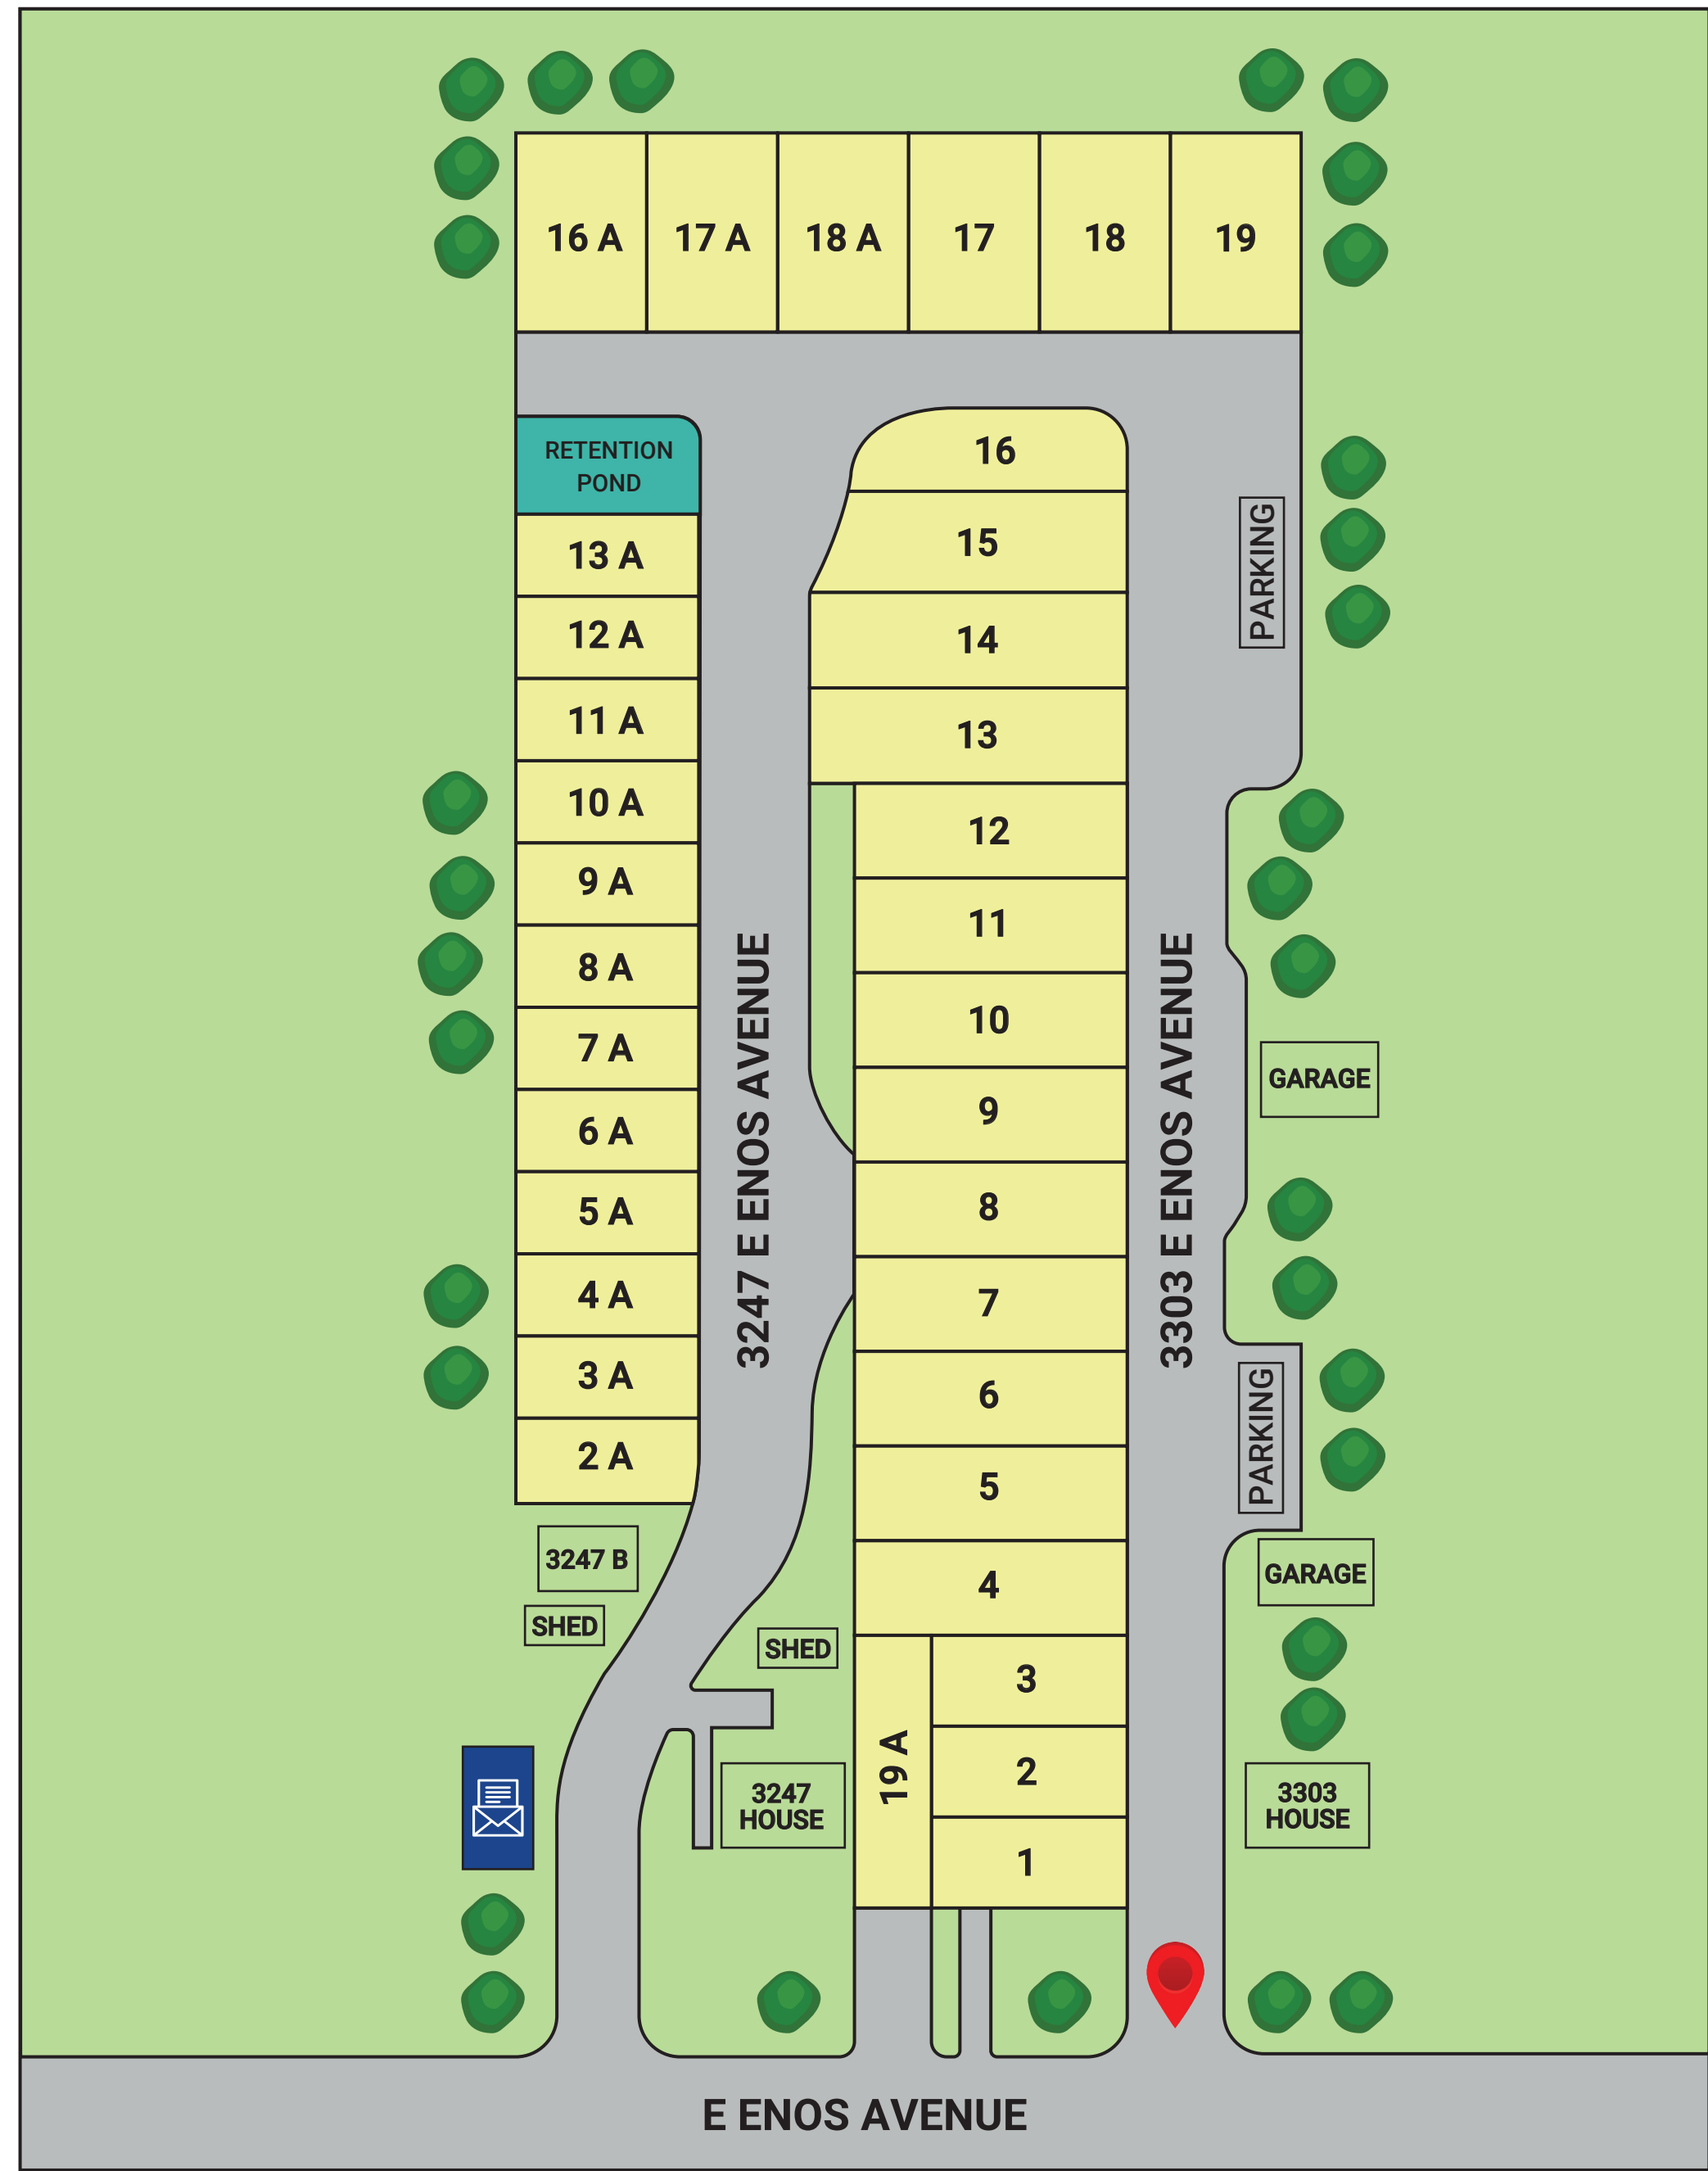 16 A
17 A
18 A
17
18
19
RETENTION
POND
13 A
12 A
11 A
10 A
9 A
8 A
7 A
6 A
5 A
4 A
3 A
2 A
3247 B
SHED
3247 E ENOS AVENUE
SHED
3247
HOUSE
16
15
14
13
12
11
10
9
8
7
6
5
4
3
2
1
19 A
3303 E ENOS AVENUE
PARKING
GARAGE
PARKING
GARAGE
3303
HOUSE
E ENOS AVENUE